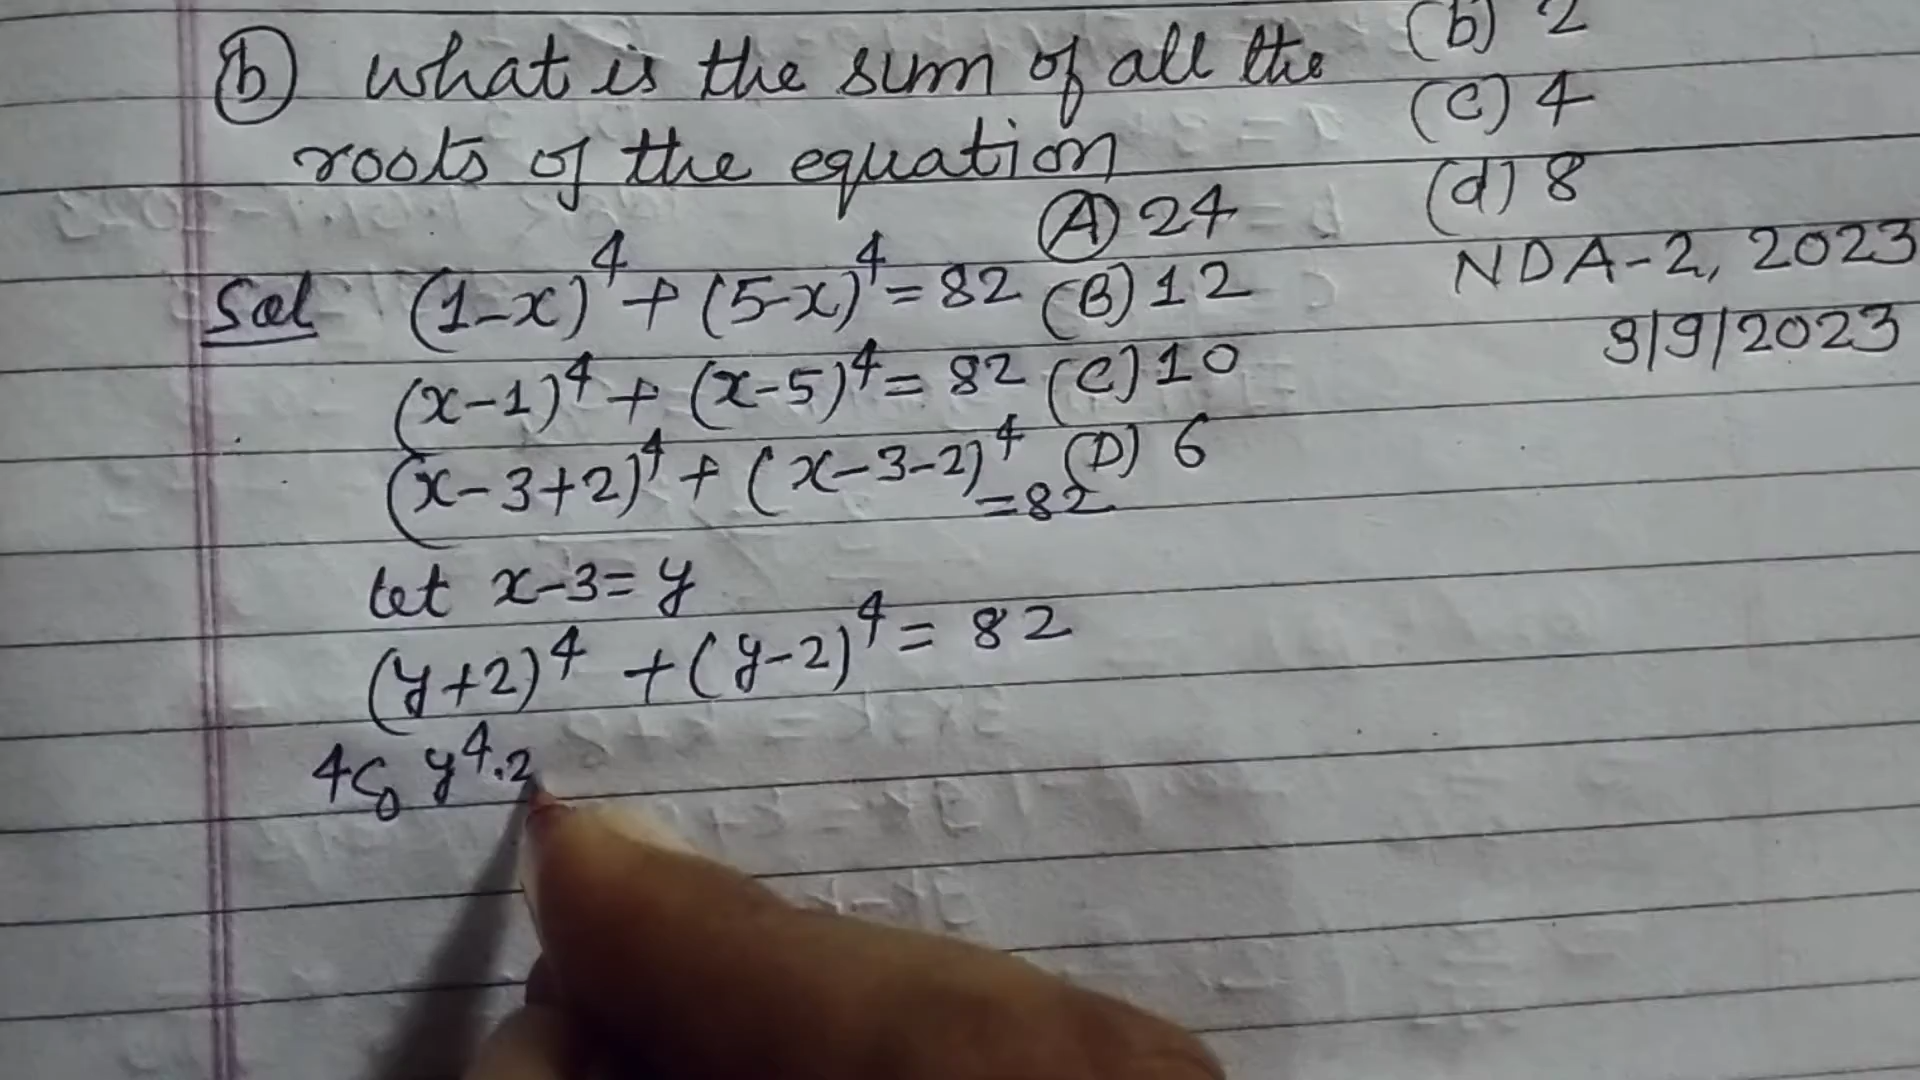 (b) What is the sum of all the
roots of the equation
Sol (1-x)⁴ + (5-x)⁴ = 82
(x-1)⁴ + (x-5)⁴ = 82
(x-3+2)⁴ + (x-3-2)⁴
=82
let x-3=y
(y+2)⁴ + (y-2)⁴ = 82
4C₀ y⁴.2
(A) 24
(B) 12
(C) 10
(D) 6
(b) 2
(C) 4
(d) 8
NDA-2, 2023
3/9/2023